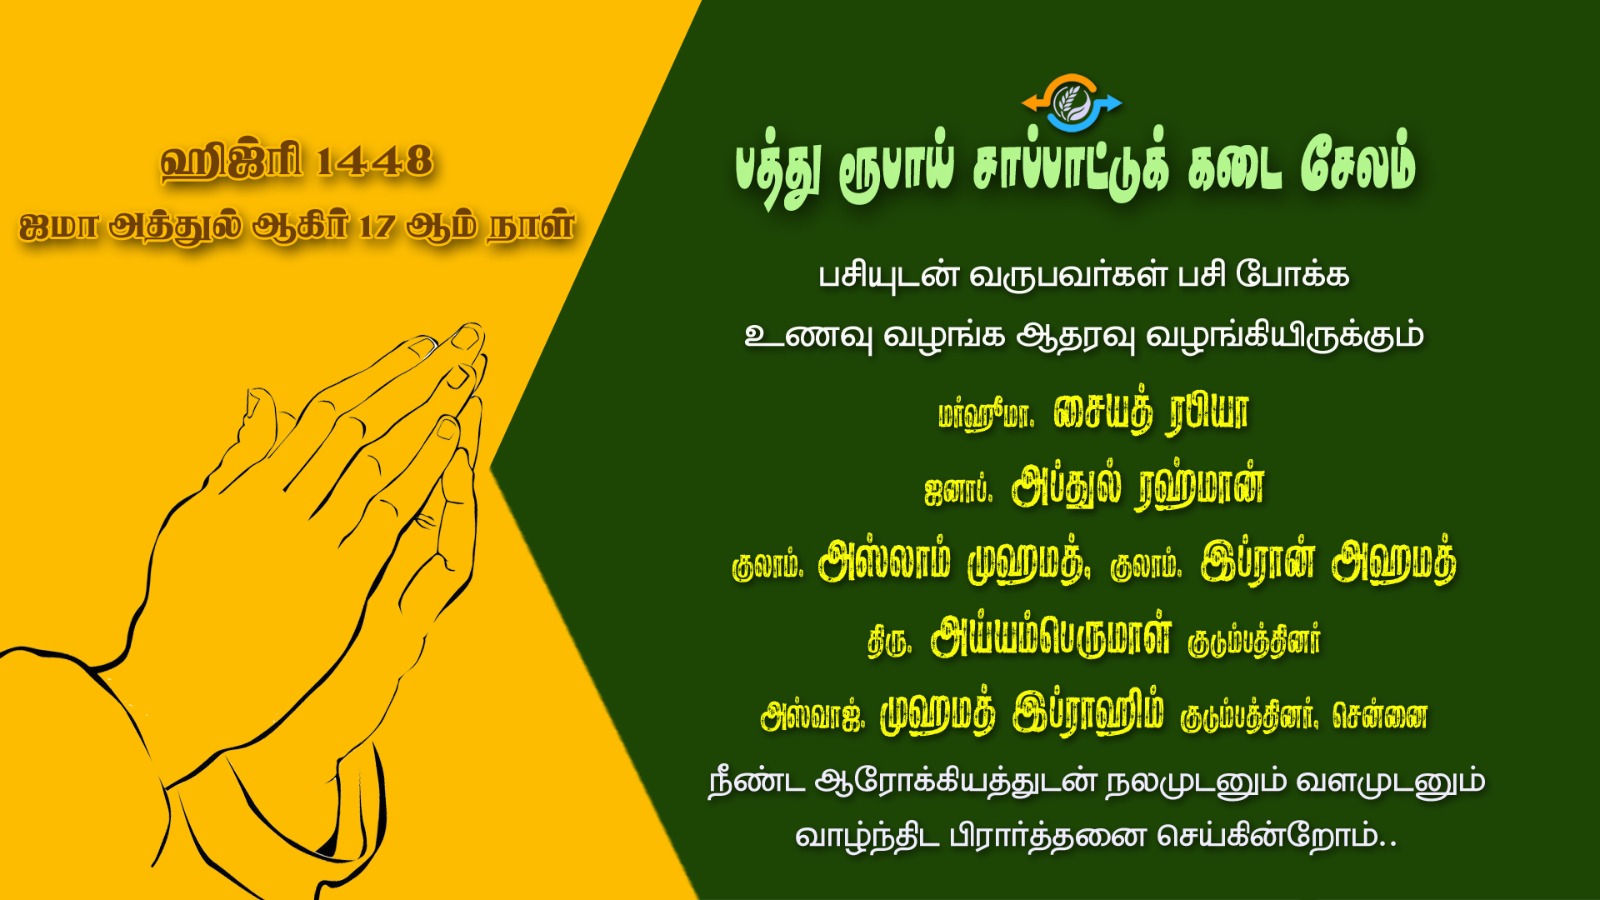 ஹிஜ்ரி 1448
ஜமா அத்துல் ஆகிர் 17 ஆம் நாள்
பத்து ரூபாய் சாப்பாட்டுக் கடை சேலம்
பசியுடன் வருபவர்கள் பசி போக்க
உணவு வழங்க ஆதரவு வழங்கியிருக்கும்
மர்ஹூமா. சையத் ரபியா
ஜனாப். அப்துல் ரஹ்மான்
குலாம். அஸ்லாம் முஹமத், குலாம். இப்ரான் அஹமத்
திரு. அய்யம்பெருமாள் குடும்பத்தினர்
அஸ்வாஜ். முஹமத் இப்ராஹிம் குடும்பத்தினர், சென்னை
நீண்ட ஆரோக்கியத்துடன் நலமுடனும் வளமுடனும்
வாழ்ந்திட பிரார்த்தனை செய்கின்றோம்..